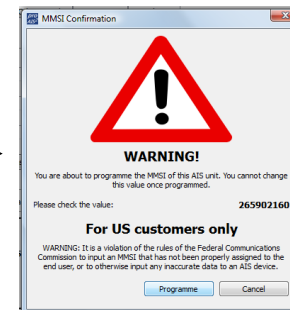 MMSI Confirmation
WARNING!
You are about to programme the MMSI of this AIS unit. You cannot change
this value once programmed.
Please check the value: 265902160
For US customers only
WARNING: It is a violation of the rules of the Federal Communications
Commission to input an MMSI that has not been properly assigned to the
end user, or to otherwise input any inaccurate data to an AIS device.
Programme Cancel